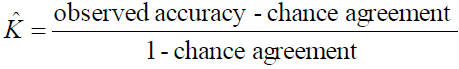 K̂ = observed accuracy - chance agreement
1 - chance agreement